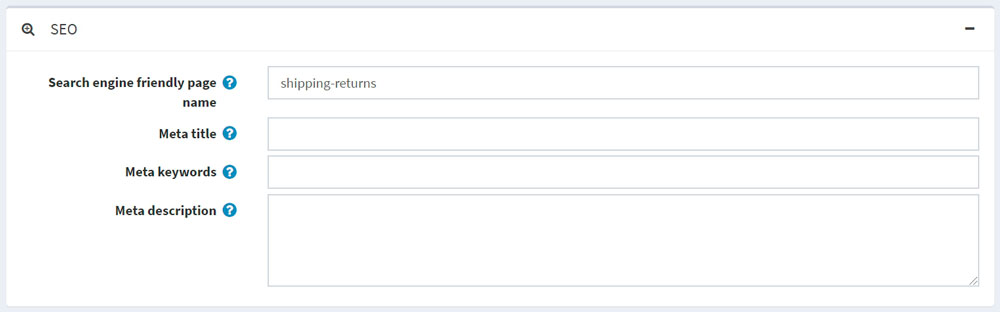 SEO
Search engine friendly page
name
shipping-returns
Meta title
Meta keywords
Meta description